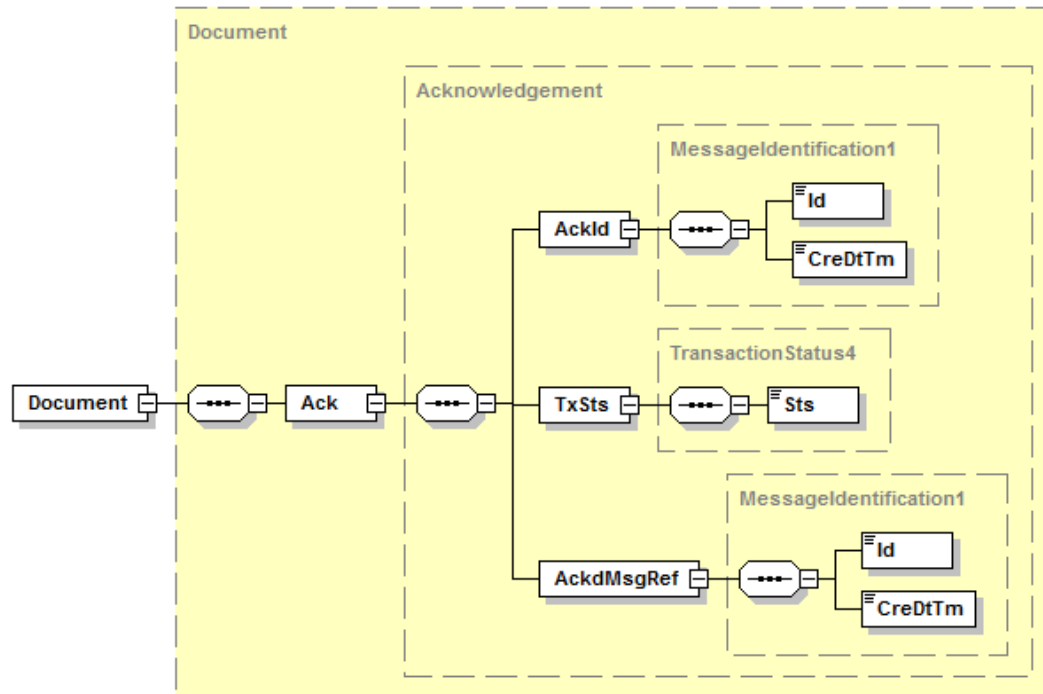 Document
Acknowledgement
MessageIdentification1
Id
AckId
CreDtTm
TransactionStatus4
Document
Ack
TxSts
Sts
MessageIdentification1
Id
AckdMsgRef
CreDtTm